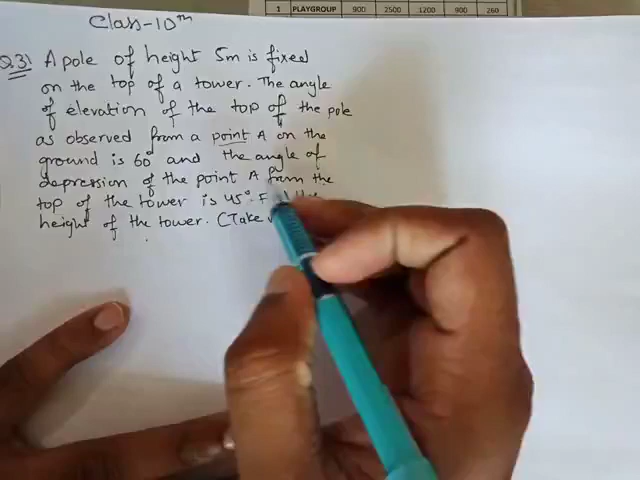 1 PLAYGROUP 900 2500 1200 900 260
Class-10th
Q.31 A pole of height 5m is fixed
on the top of a tower. The angle
of elevation of the top of the pole
as observed from a point A on the
ground is 60° and the angle of
depression of the point A from the
top of the tower is 45°.
height of the tower. (Take